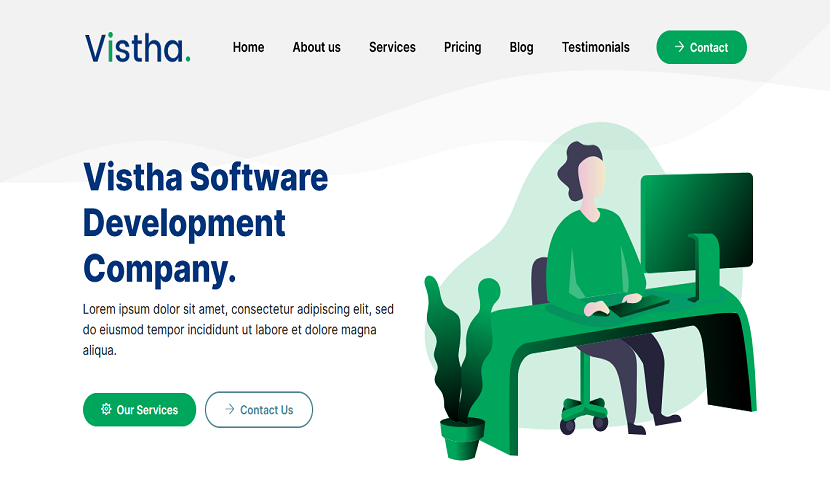 Vistha.
Home
About us
Services
Pricing
Blog
Testimonials
Contact
Vistha Software
Development
Company.
Lorem ipsum dolor sit amet, consectetur adipiscing elit, sed
do eiusmod tempor incididunt ut labore et dolore magna
aliqua.
Our Services
Contact Us